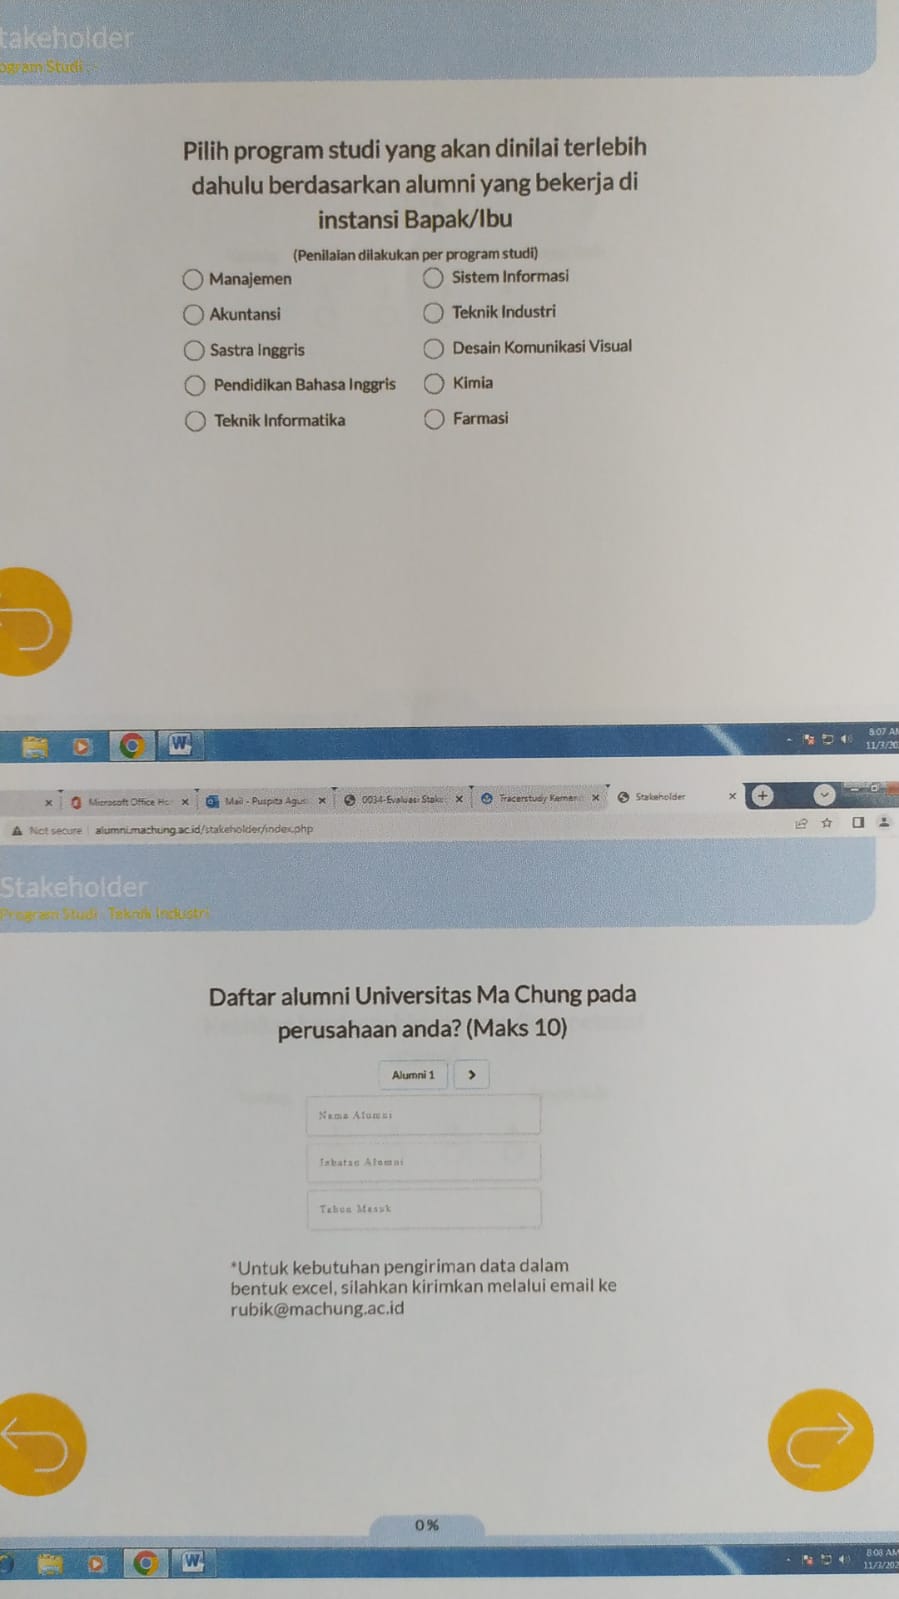 takeholder
ogram Studi : -
Pilih program studi yang akan dinilai terlebih
dahulu berdasarkan alumni yang bekerja di
instansi Bapak/Ibu
(Penilaian dilakukan per program studi)
Manajemen
Sistem Informasi
Akuntansi
Teknik Industri
Sastra Inggris
Desain Komunikasi Visual
Pendidikan Bahasa Inggris
Kimia
Teknik Informatika
Farmasi
W
8:07 AM
11/3/20
Microsoft Office Ho
Mail - Puspita Agus
0034-Evaluasi Stake
Tracerstudy Kemen
Stakeholder
Not secure | alumni.machung.ac.id/stakeholder/index.php
Stakeholder
Program Studi : Teknik Industri
Daftar alumni Universitas Ma Chung pada
perusahaan anda? (Maks 10)
Alumni 1 >
Nama Alumni
Jabatan Alumni
Tahun Masuk
*Untuk kebutuhan pengiriman data dalam
bentuk excel, silahkan kirimkan melalui email ke
rubik@machung.ac.id
0%
W
8:08 AM
11/3/202